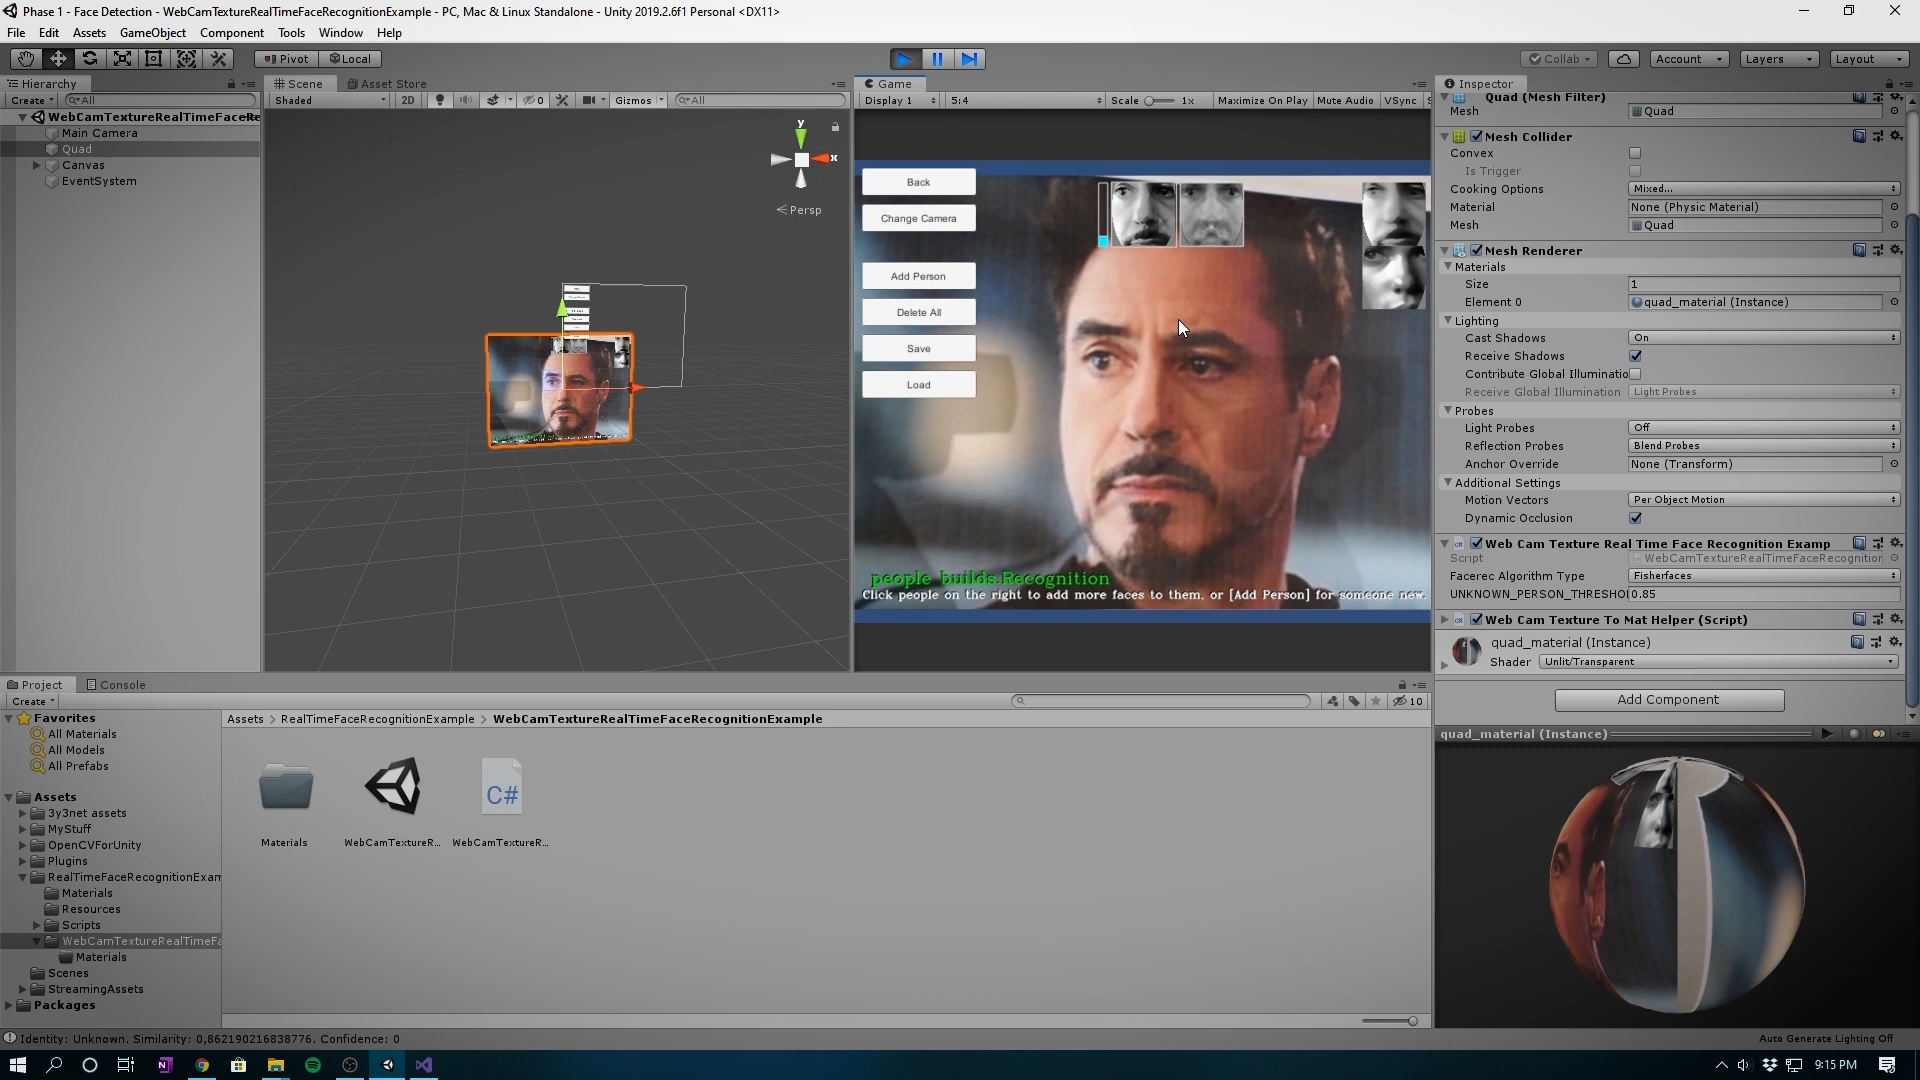 Phase 1 - Face Detection - WebCamTextureRealTimeFaceRecognitionExample - PC, Mac & Linux Standalone - Unity 2019.2.6f1 Personal <DX11>
File Edit Assets GameObject Component Tools Window Help
Pivot Local
Collab Account Layers Layout
Hierarchy
Create All
WebCamTextureRealTimeFaceRe
Main Camera
Quad
Canvas
EventSystem
Scene Asset Store
Shaded 2D 0 Gizmos All
y
x
Persp
Game
Display 1 5:4 Scale 1x Maximize On Play Mute Audio VSync
Back
Change Camera
Add Person
Delete All
Save
Load
people builds.Recognition
Click people on the right to add more faces to them, or [Add Person] for someone new.
Inspector
Quad (Mesh Filter)
Mesh Quad
Mesh Collider
Convex
Is Trigger
Cooking Options Mixed...
Material None (Physic Material)
Mesh Quad
Mesh Renderer
Materials
Size 1
Element 0 quad_material (Instance)
Lighting
Cast Shadows On
Receive Shadows
Contribute Global Illuminatio
Receive Global Illumination Light Probes
Probes
Light Probes Off
Reflection Probes Blend Probes
Anchor Override None (Transform)
Additional Settings
Motion Vectors Per Object Motion
Dynamic Occlusion
Web Cam Texture Real Time Face Recognition Examp
Script WebCamTextureRealTimeFaceRecognition
Facerec Algorithm Type Fisherfaces
UNKNOWN_PERSON_THRESHOL 0.85
Web Cam Texture To Mat Helper (Script)
quad_material (Instance)
Shader Unlit/Transparent
Add Component
quad_material (Instance)
Project Console
Create
10
Favorites
All Materials
All Models
All Prefabs
Assets
3y3net assets
MyStuff
OpenCVForUnity
Plugins
RealTimeFaceRecognitionExam
Materials
Resources
Scripts
WebCamTextureRealTimeFa
Materials
Scenes
StreamingAssets
Packages
Assets > RealTimeFaceRecognitionExample > WebCamTextureRealTimeFaceRecognitionExample
C#
Materials
WebCamTextureR...
WebCamTextureR...
Identity: Unknown. Similarity: 0,862190216838776. Confidence: 0
Auto Generate Lighting Off
9:15 PM